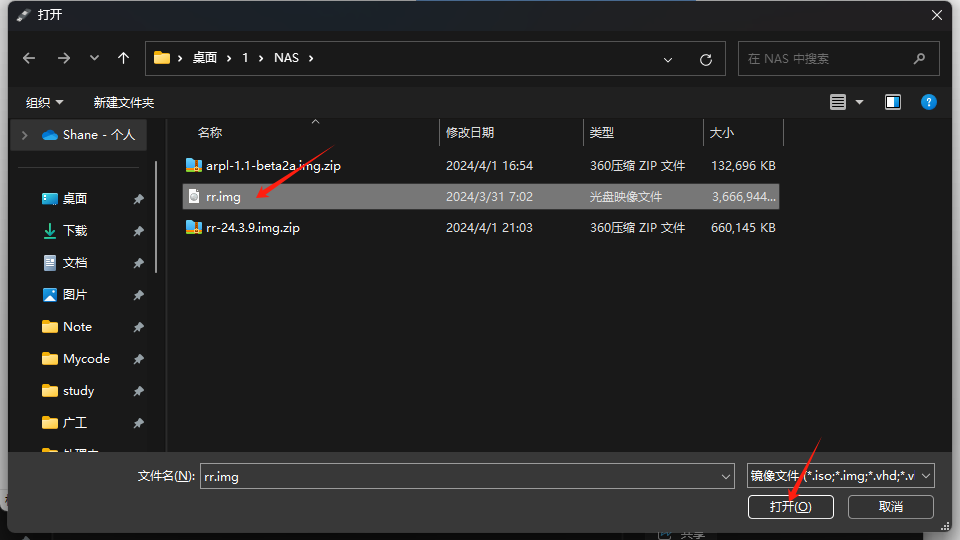 打开
桌面 1 NAS
在 NAS 中搜索
组织 新建文件夹
Shane - 个人
桌面
下载
文档
图片
Note
Mycode
study
广工
名称 修改日期 类型 大小
arpl-1.1-beta2a.img.zip 2024/4/1 16:54 360压缩 ZIP 文件 132,696 KB
rr.img 2024/3/31 7:02 光盘映像文件 3,666,944...
rr-24.3.9.img.zip 2024/4/1 21:03 360压缩 ZIP 文件 660,145 KB
文件名(N): rr.img 镜像文件 (*.iso;*.img;*.vhd;*.v
打开(O) 取消
共享